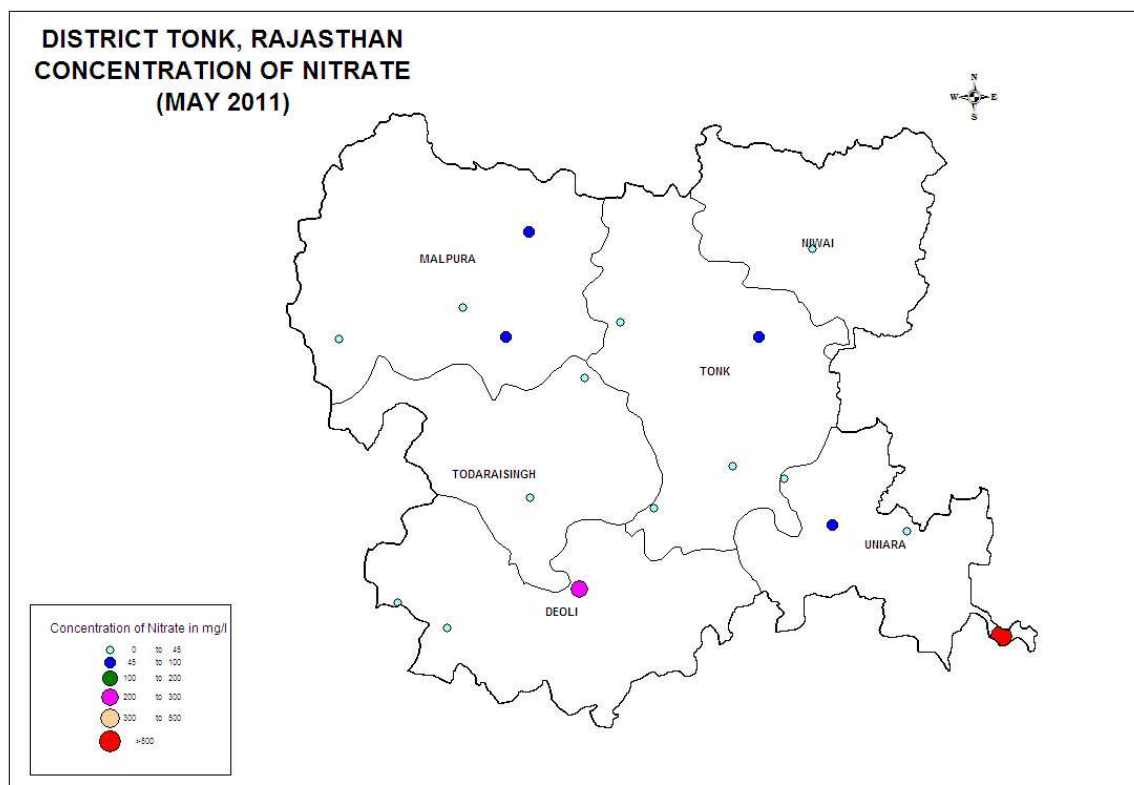 DISTRICT TONK, RAJASTHAN
CONCENTRATION OF NITRATE
(MAY 2011)
N
W E
S
NIWAI
MALPURA
TONK
TODARAISINGH
UNIARA
DEOLI
Concentration of Nitrate in mg/l
0 to 45
45 to 100
100 to 200
200 to 300
300 to 500
>500